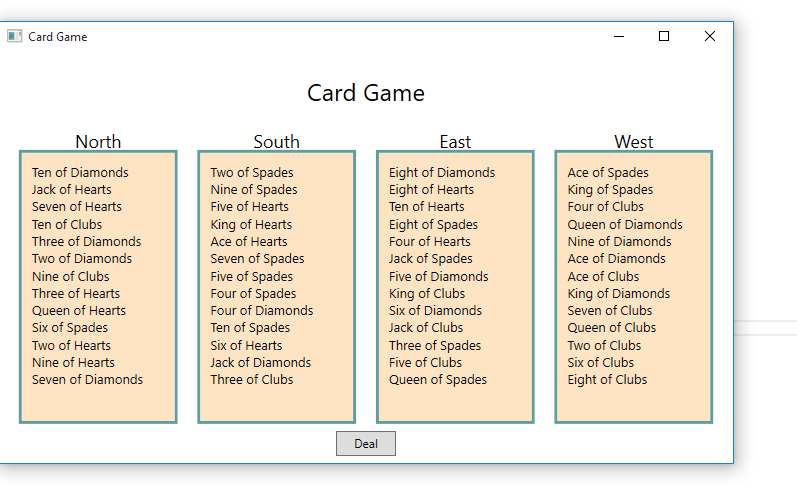 Card Game
Card Game
North
Ten of Diamonds
Jack of Hearts
Seven of Hearts
Ten of Clubs
Three of Diamonds
Two of Diamonds
Nine of Clubs
Three of Hearts
Queen of Hearts
Six of Spades
Two of Hearts
Nine of Hearts
Seven of Diamonds
South
Two of Spades
Nine of Spades
Five of Hearts
King of Hearts
Ace of Hearts
Seven of Spades
Five of Spades
Four of Spades
Four of Diamonds
Ten of Spades
Six of Hearts
Jack of Diamonds
Three of Clubs
East
Eight of Diamonds
Eight of Hearts
Ten of Hearts
Eight of Spades
Four of Hearts
Jack of Spades
Five of Diamonds
King of Clubs
Six of Diamonds
Jack of Clubs
Three of Spades
Five of Clubs
Queen of Spades
West
Ace of Spades
King of Spades
Four of Clubs
Queen of Diamonds
Nine of Diamonds
Ace of Diamonds
Ace of Clubs
King of Diamonds
Seven of Clubs
Queen of Clubs
Two of Clubs
Six of Clubs
Eight of Clubs
Deal